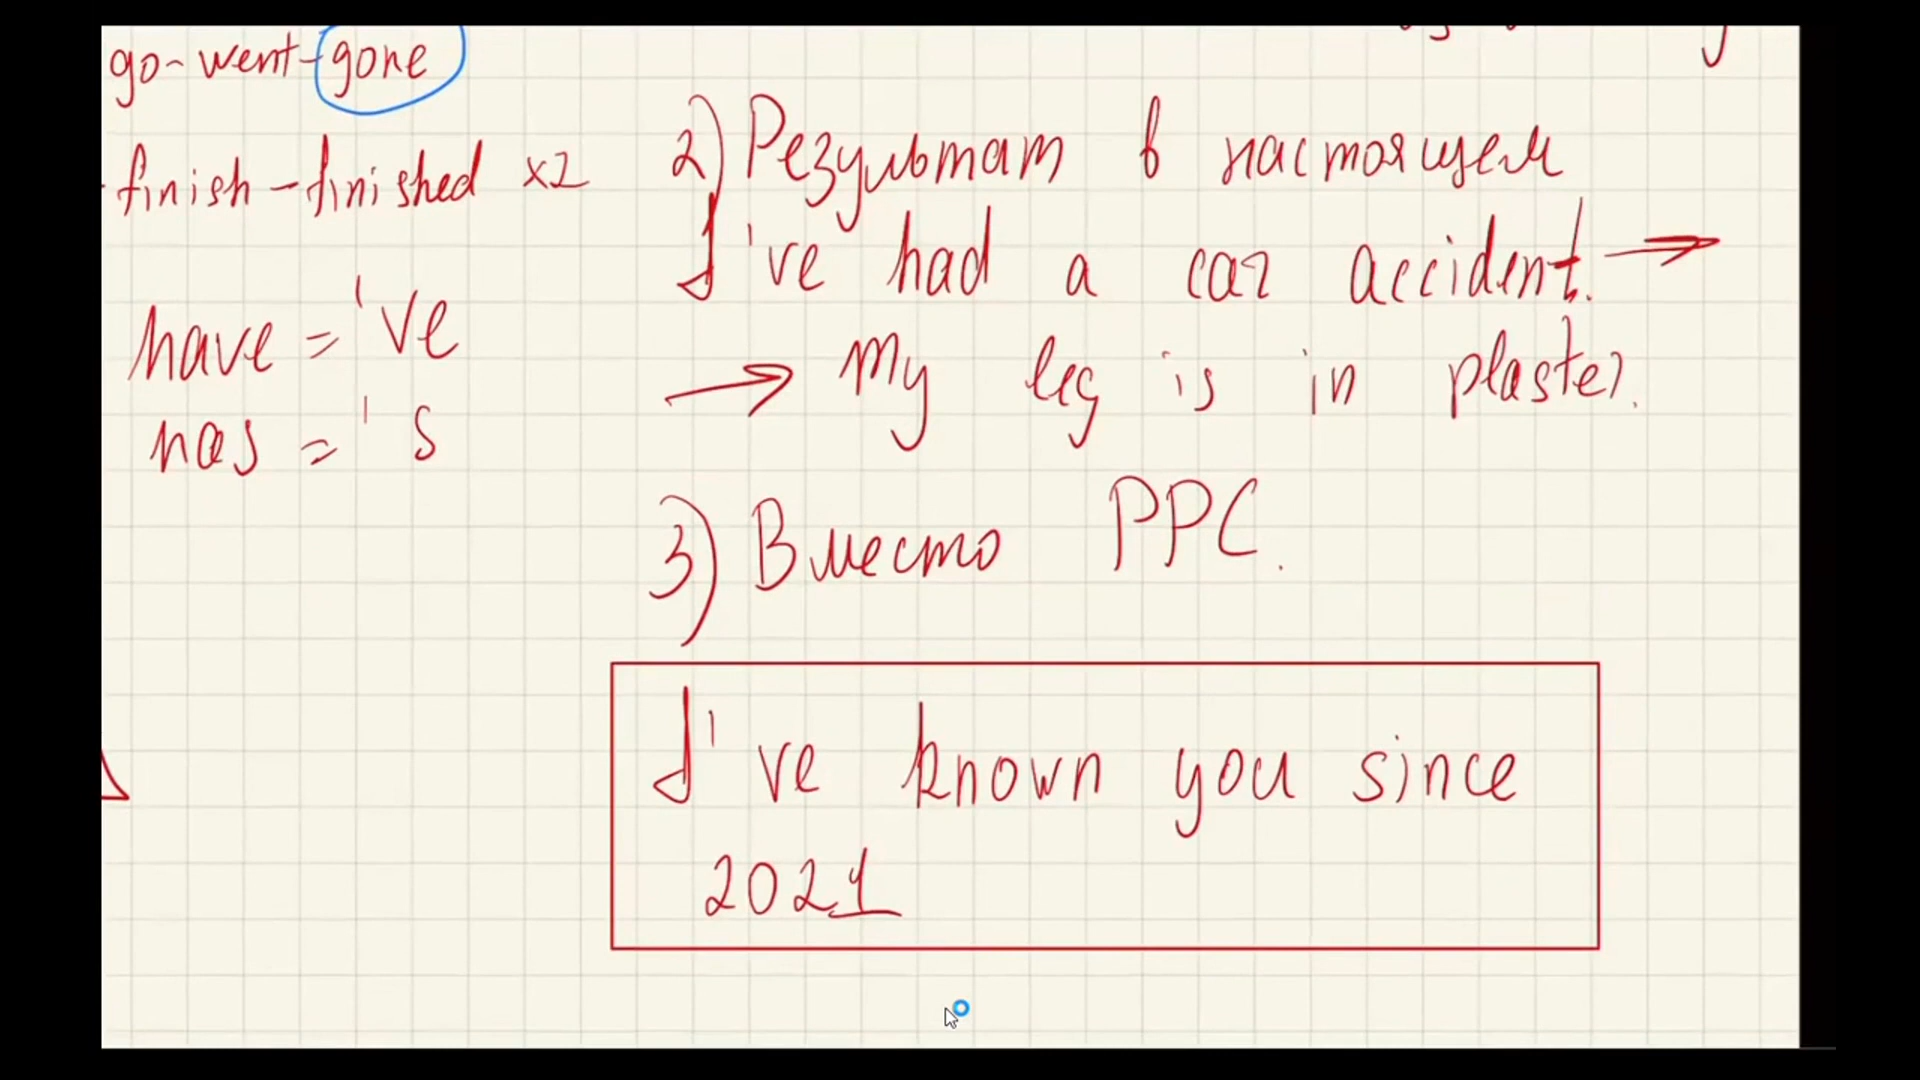 go-went-gone
finish-finished x2
have = 've
has = 's
2) Результат в настоящем
I've had a car accident. →
→ My leg is in plaster.
3) Вместо PPC.
I've known you since
2021